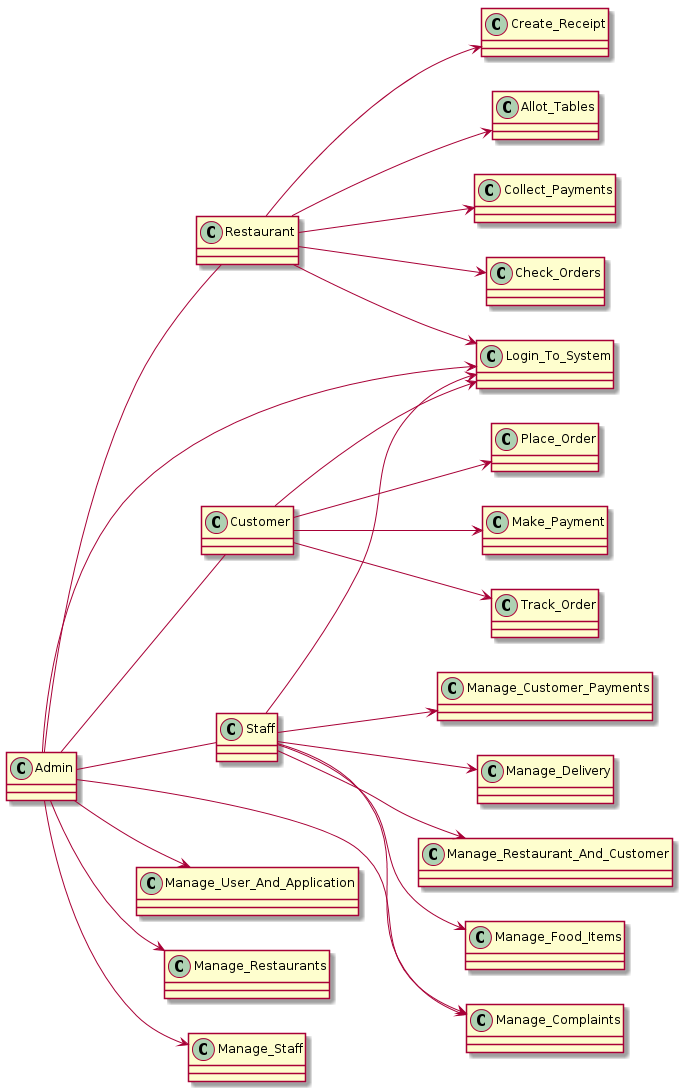 C Create_Receipt
C Allot_Tables
C Collect_Payments
C Restaurant
C Check_Orders
C Login_To_System
C Place_Order
C Customer
C Make_Payment
C Track_Order
C Manage_Customer_Payments
C Staff
C Admin
C Manage_Delivery
C Manage_Restaurant_And_Customer
C Manage_User_And_Application
C Manage_Food_Items
C Manage_Restaurants
C Manage_Complaints
C Manage_Staff